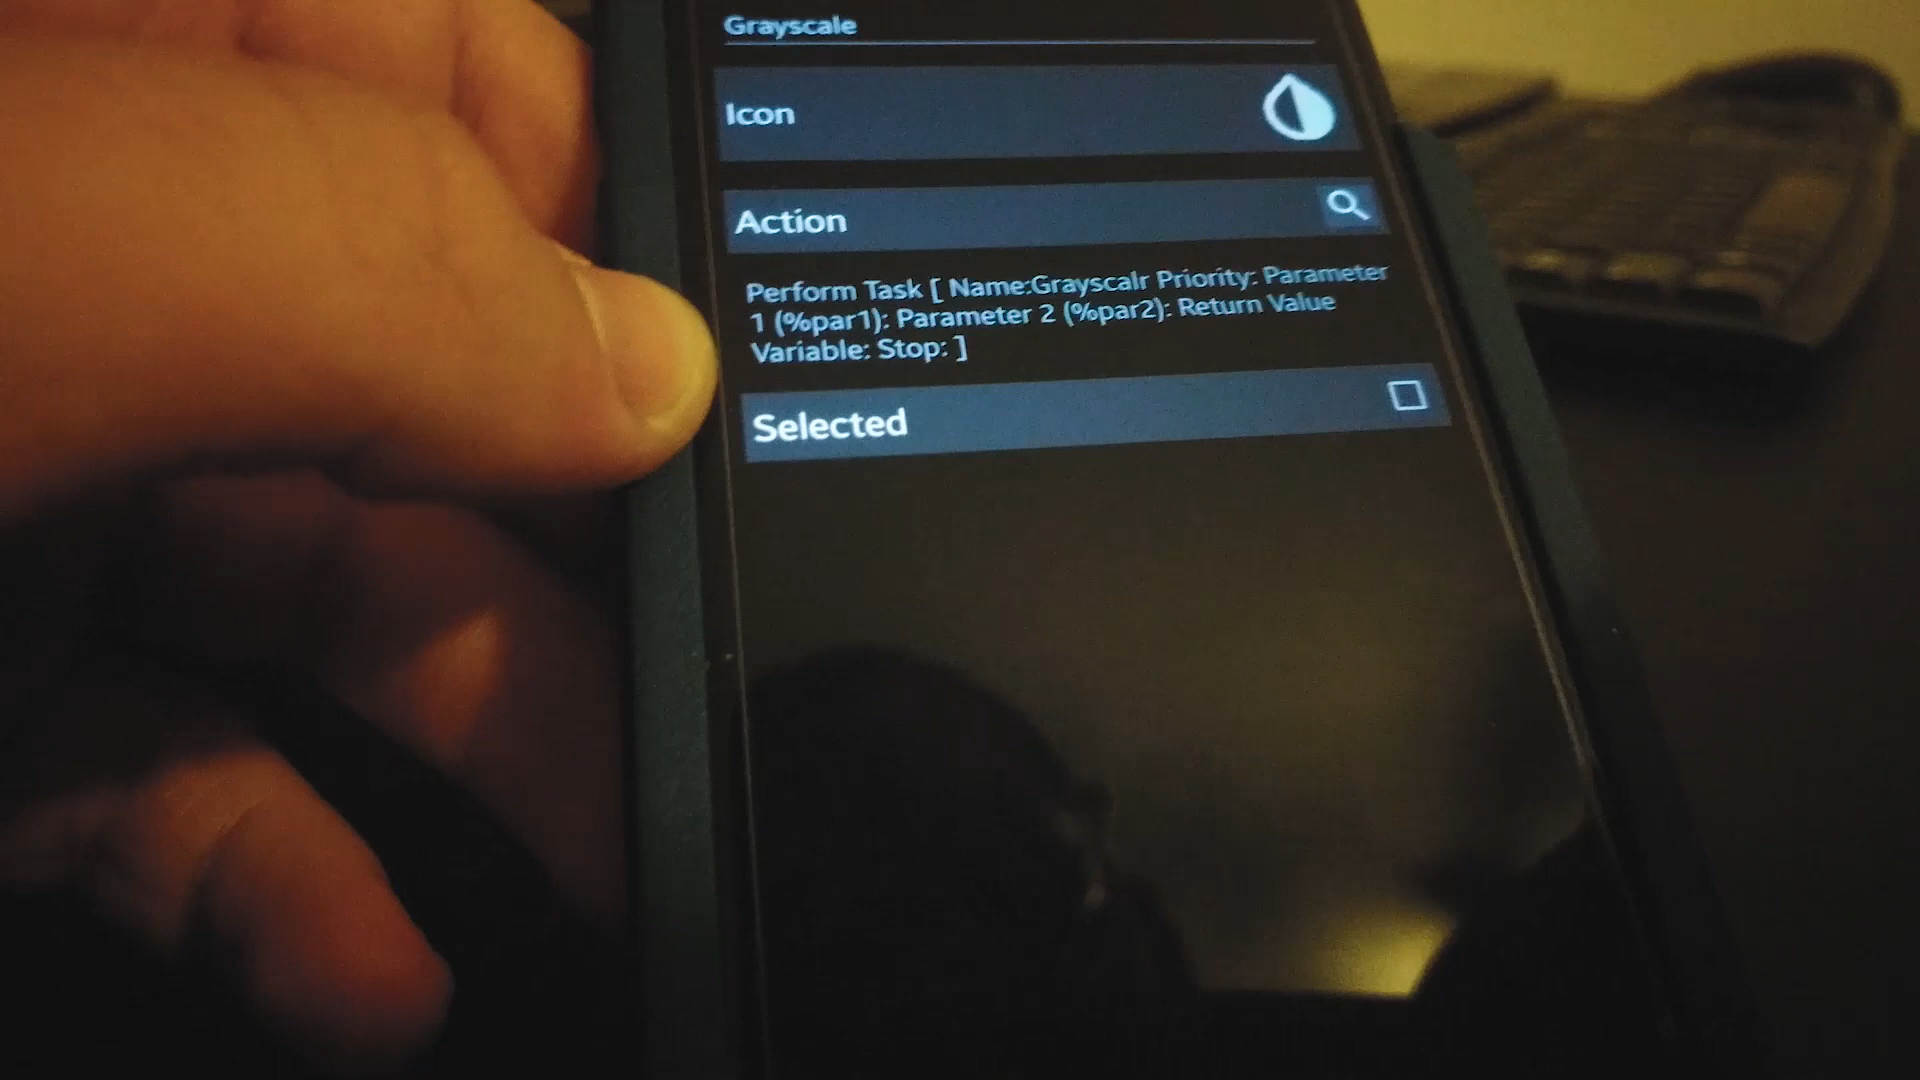 Grayscale
Icon
Action
Perform Task [ Name:Grayscalr Priority: Parameter
1 (%par1): Parameter 2 (%par2): Return Value
Variable: Stop: ]
Selected